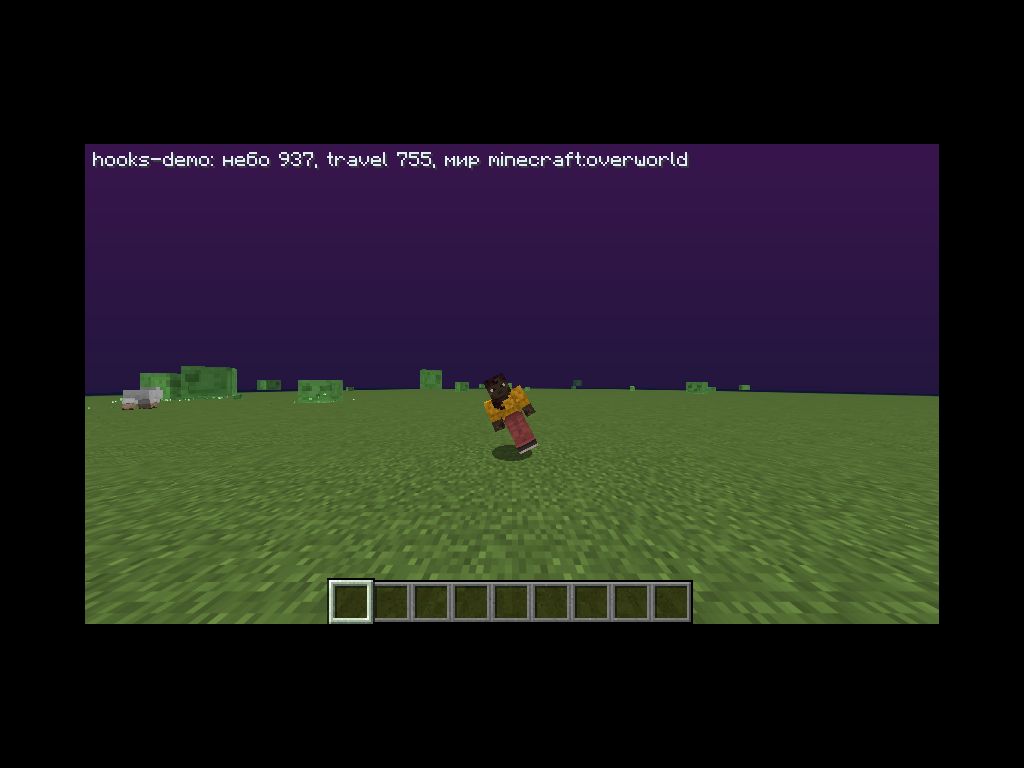 hooks-demo: небо 937, travel 755, мир minecraft:overworld